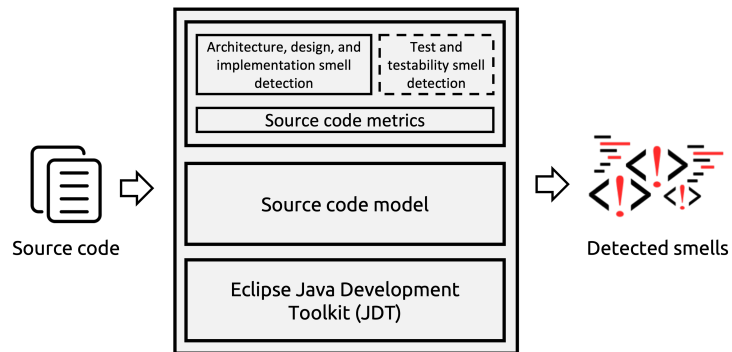 Architecture, design, and
implementation smell
detection
Test and
testability smell
detection
Source code metrics
Source code model
Source code
Detected smells
Eclipse Java Development
Toolkit (JDT)